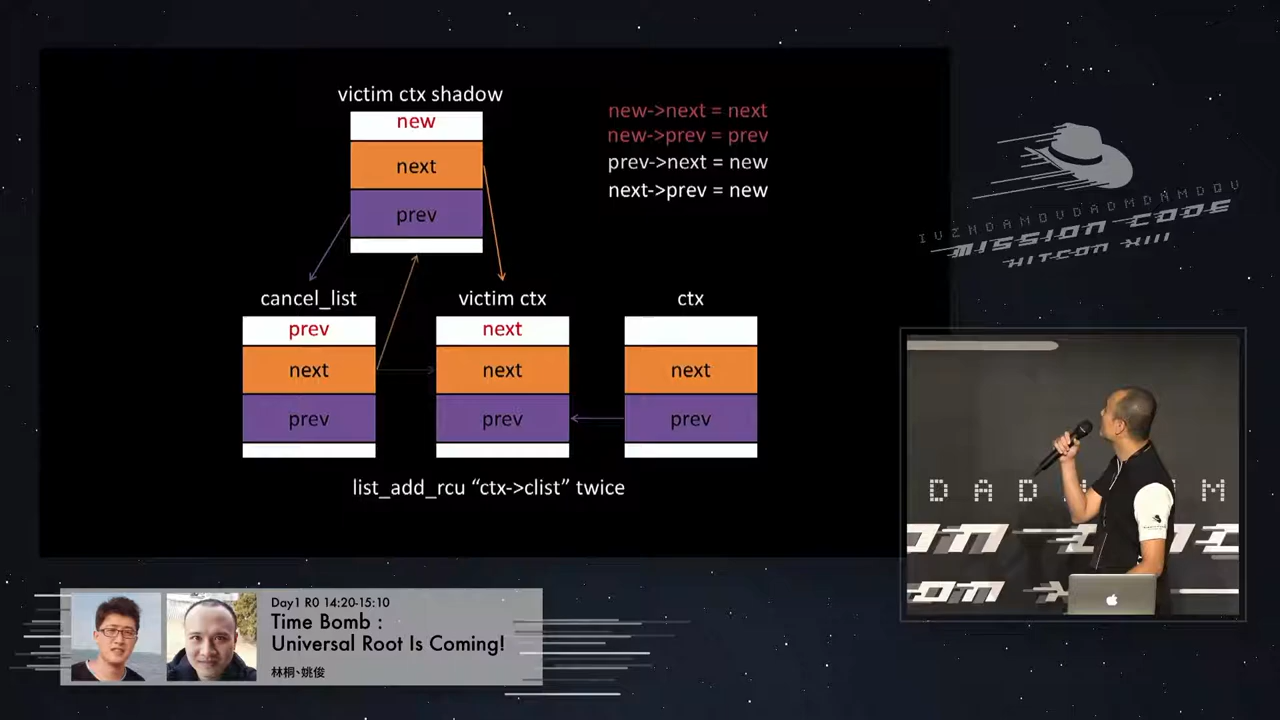 victim ctx shadow
new
next
prev
new->next = next
new->prev = prev
prev->next = new
next->prev = new
cancel_list
victim ctx
ctx
prev
next
next
next
next
prev
prev
prev
list_add_rcu “ctx->clist” twice
MISSION CODE
HITCON XIII
DAD
M
Day1 R0 14:20-15:10
Time Bomb :
Universal Root Is Coming!
林桐、姚俊